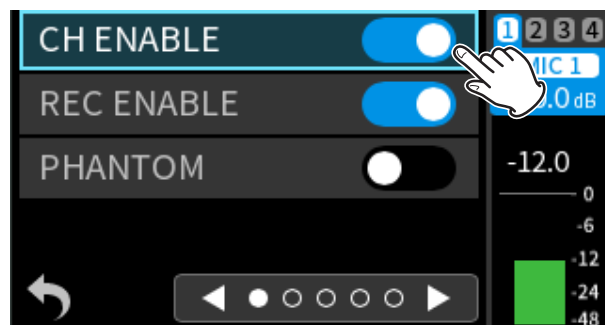 CH ENABLE
REC ENABLE
PHANTOM
1 2 3 4
MIC 1
.0 dB
-12.0
0
-6
-12
-24
-48